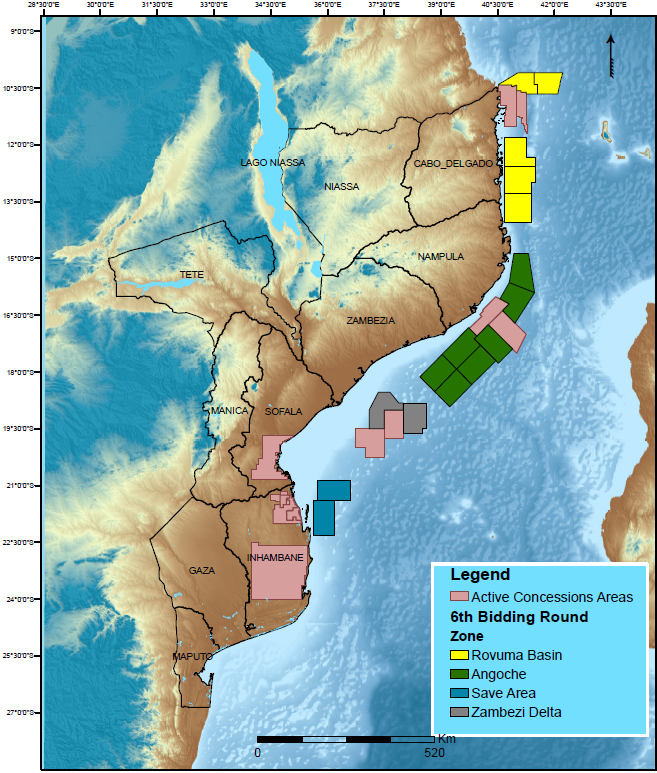 28°30'0"E 30°0'0"E 31°30'0"E 33°0'0"E 34°30'0"E 36°0'0"E 37°30'0"E 39°0'0"E 40°30'0"E 42°0'0"E 43°30'0"E
9°0'0"S
10°30'0"S
12°0'0"S
LAGO NIASSA
CABO_DELGADO
NIASSA
13°30'0"S
15°0'0"S
NAMPULA
TETE
16°30'0"S
ZAMBEZIA
18°0'0"S
MANICA
SOFALA
19°30'0"S
21°0'0"S
22°30'0"S
INHAMBANE
GAZA
24°0'0"S
MAPUTO
25°30'0"S
27°0'0"S
Legend
Active Concessions Areas
6th Bidding Round
Zone
Rovuma Basin
Angoche
Save Area
Zambezi Delta
Km
0 520